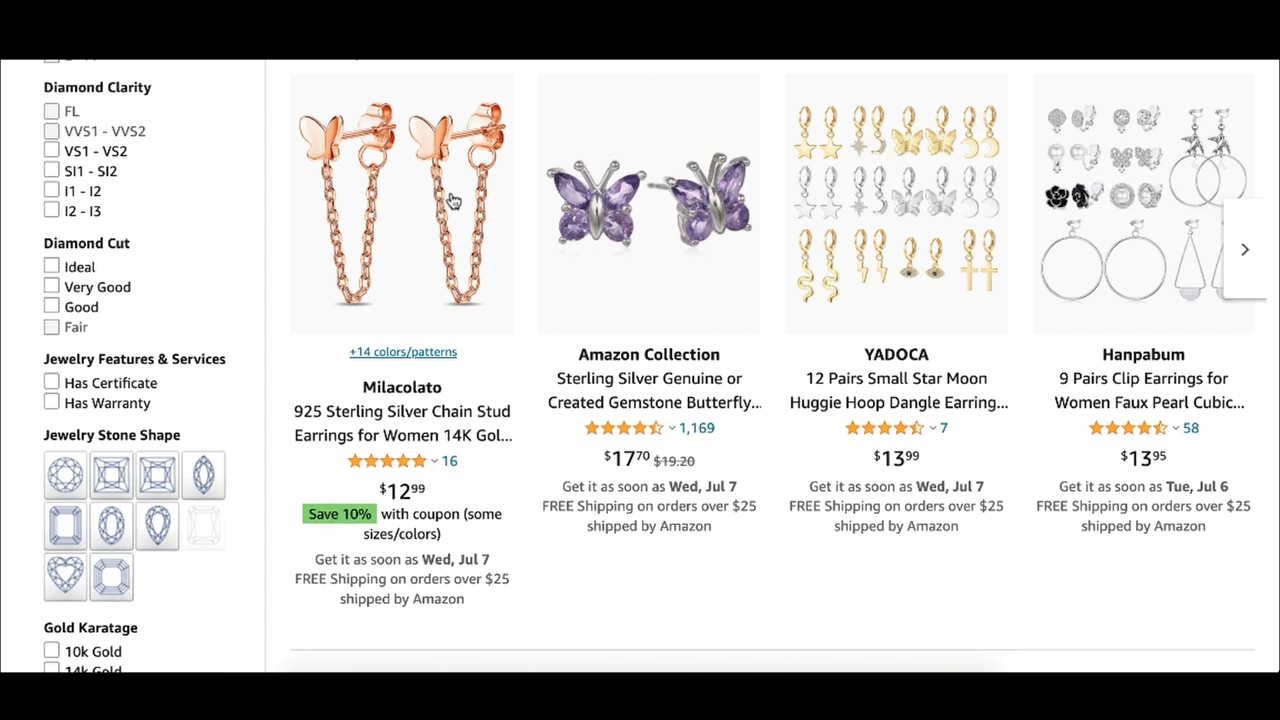 Diamond Clarity
FL
VVS1 - VVS2
VS1 - VS2
SI1 - SI2
I1 - I2
I2 - I3
Diamond Cut
Ideal
Very Good
Good
Fair
Jewelry Features & Services
Has Certificate
Has Warranty
Jewelry Stone Shape
Gold Karatage
10k Gold
14k Gold
+14 colors/patterns
Milacolato
925 Sterling Silver Chain Stud
Earrings for Women 14K Gol...
16
$1299
Save 10% with coupon (some
sizes/colors)
Get it as soon as Wed, Jul 7
FREE Shipping on orders over $25
shipped by Amazon
Amazon Collection
Sterling Silver Genuine or
Created Gemstone Butterfly...
1,169
$1770 $19.20
Get it as soon as Wed, Jul 7
FREE Shipping on orders over $25
shipped by Amazon
YADOCA
12 Pairs Small Star Moon
Huggie Hoop Dangle Earring...
7
$1399
Get it as soon as Wed, Jul 7
FREE Shipping on orders over $25
shipped by Amazon
Hanpabum
9 Pairs Clip Earrings for
Women Faux Pearl Cubic...
58
$1395
Get it as soon as Tue, Jul 6
FREE Shipping on orders over $25
shipped by Amazon